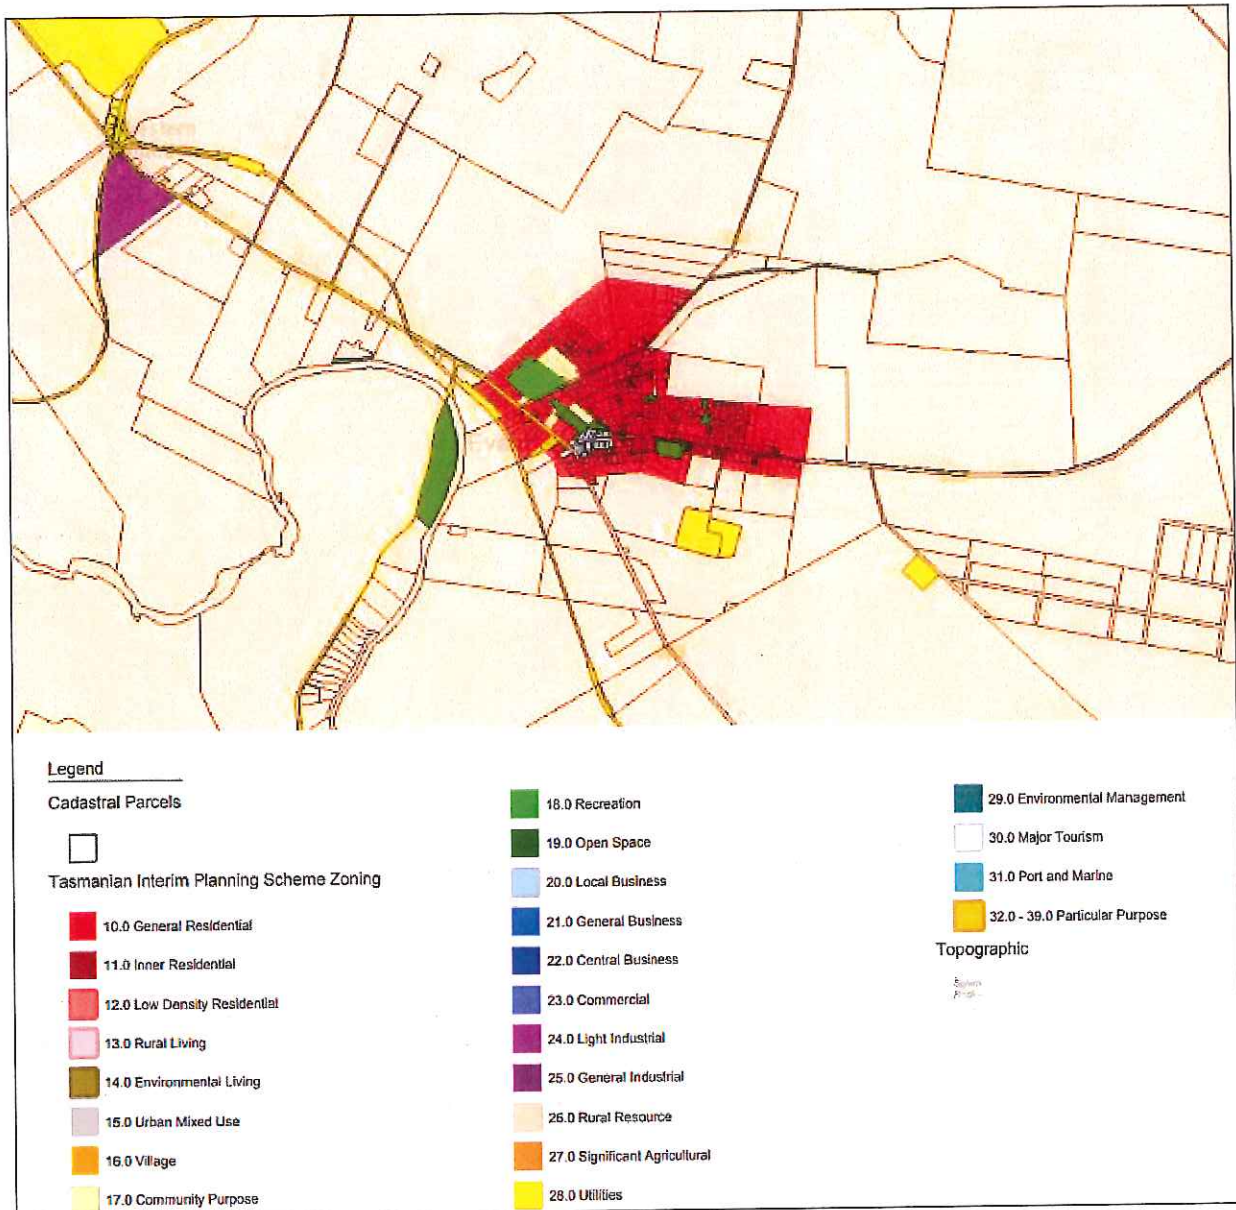 Legend
Cadastral Parcels
Tasmanian Interim Planning Scheme Zoning
10.0 General Residential
11.0 Inner Residential
12.0 Low Density Residential
13.0 Rural Living
14.0 Environmental Living
15.0 Urban Mixed Use
16.0 Village
17.0 Community Purpose
18.0 Recreation
19.0 Open Space
20.0 Local Business
21.0 General Business
22.0 Central Business
23.0 Commercial
24.0 Light Industrial
25.0 General Industrial
26.0 Rural Resource
27.0 Significant Agricultural
28.0 Utilities
29.0 Environmental Management
30.0 Major Tourism
31.0 Port and Marine
32.0 - 39.0 Particular Purpose
Topographic